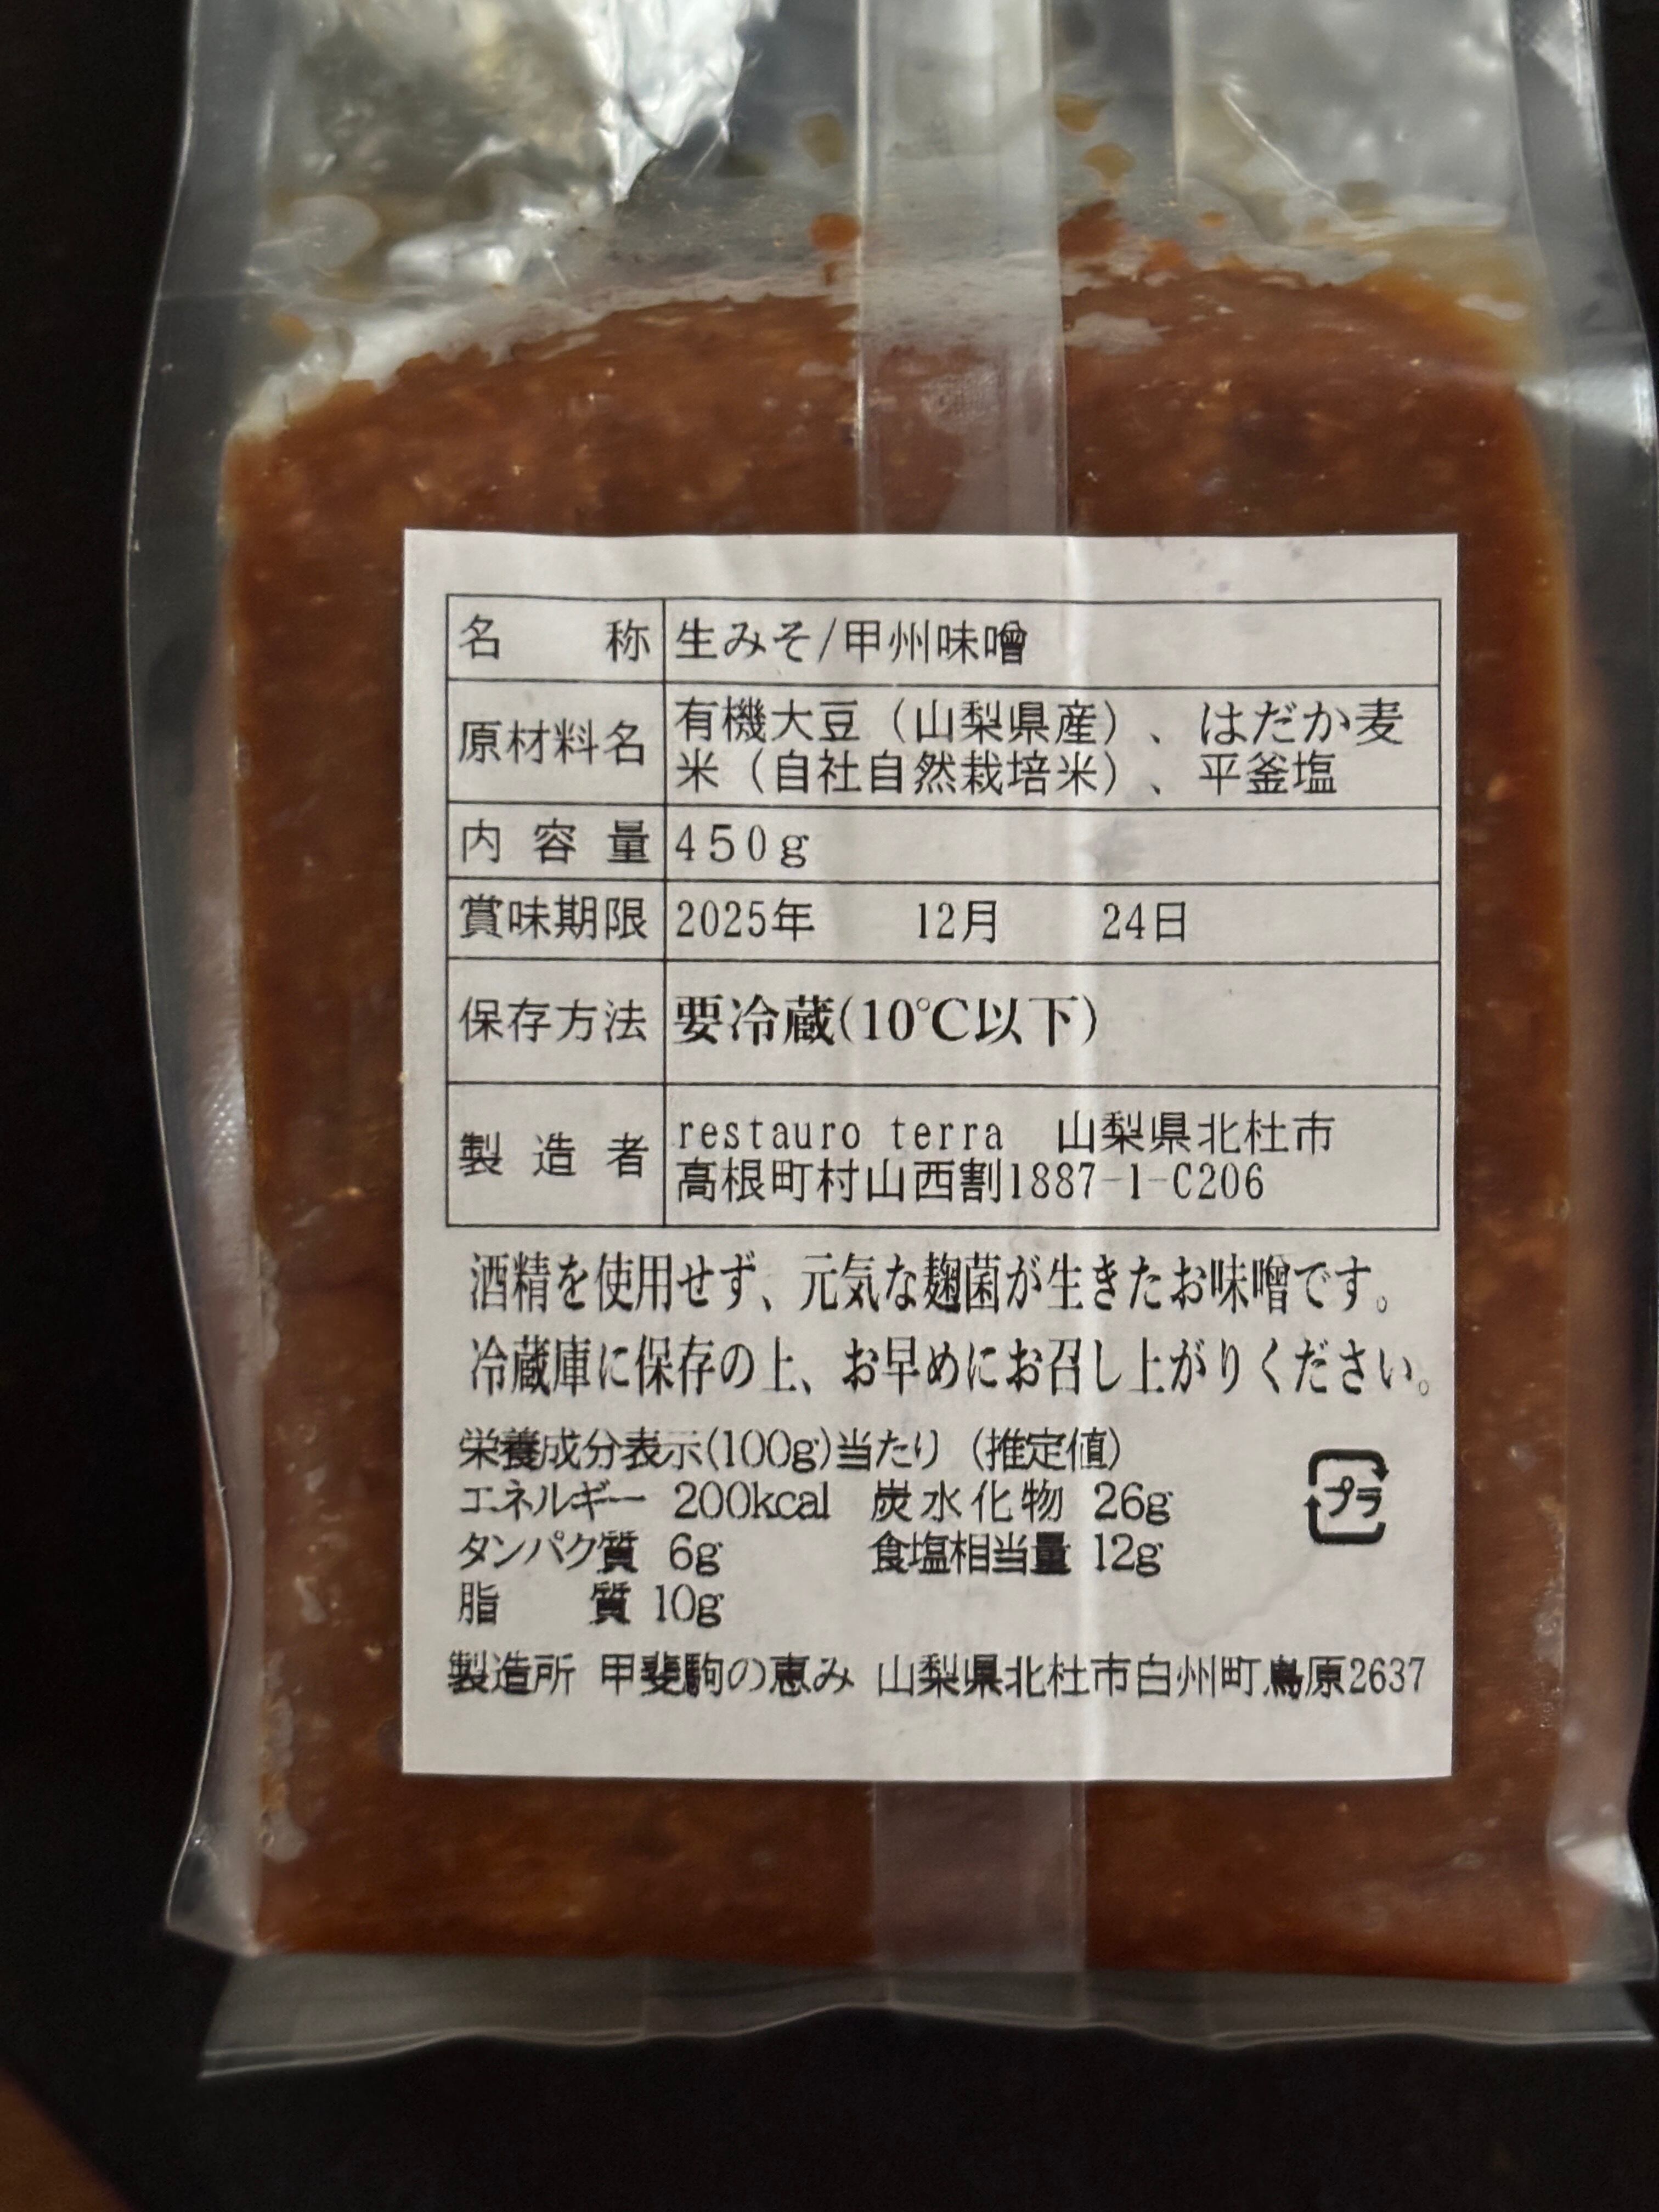 名 称 生みそ/甲州味噌
原材料名 有機大豆（山梨県産）、はだか麦
米（自社自然栽培米）、平釜塩
内容量 450g
賞味期限 2025年 12月 24日
保存方法 要冷蔵(10℃以下)
製造者 restauro terra 山梨県北杜市
高根町村山西割1887-1-C206
酒精を使用せず、元気な麹菌が生きたお味噌です。
冷蔵庫に保存の上、お早めにお召し上がりください。
栄養成分表示(100g)当たり（推定値）
エネルギー 200kcal 炭水化物 26g
タンパク質 6g 食塩相当量 12g
脂 質 10g
プラ
製造所 甲斐駒の恵み 山梨県北杜市白州町鳥原2637